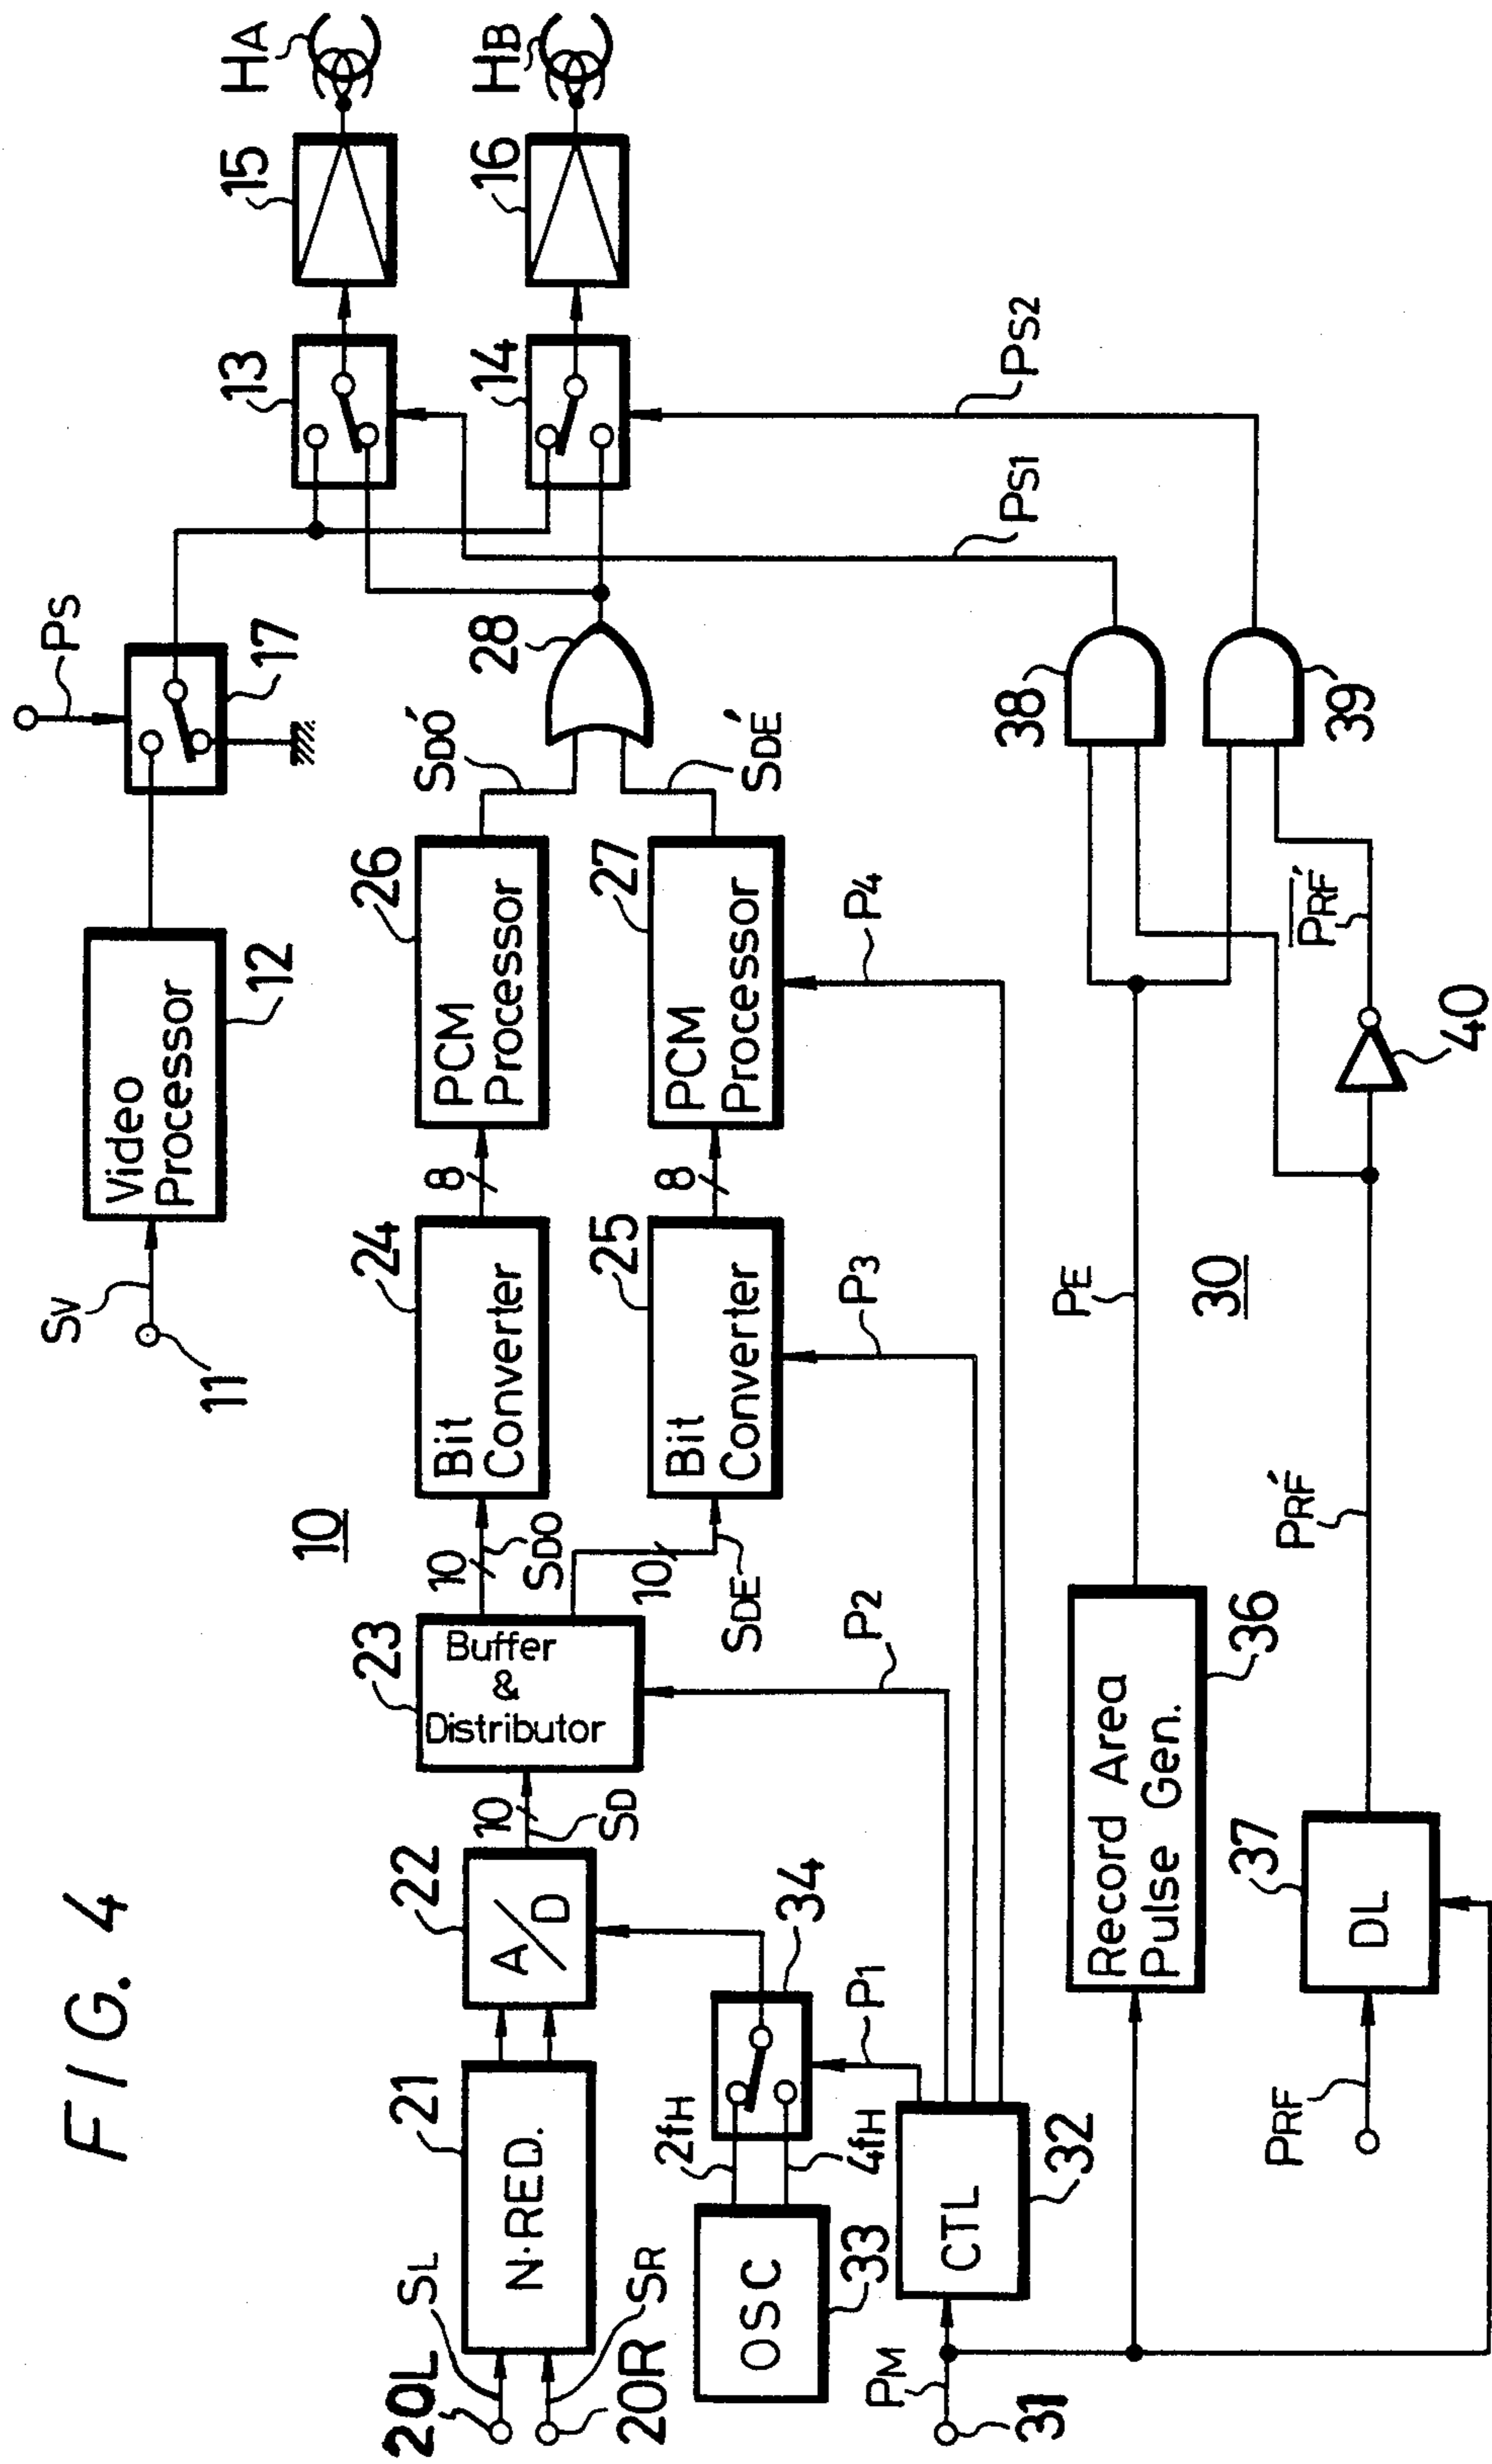 FIG. 4
SV
11
Video
Processor
12
PS
17
10
20L
SL
20R
SR
21
N·RED.
22
A/D
10
SD
23
Buffer
&
Distributor
10
SDO
10
SDE
24
Bit
Converter
25
Bit
Converter
8
8
26
PCM
Processor
27
PCM
Processor
SDO'
SDE'
28
13
14
15
16
HA
HB
OSC
33
2fH
4fH
34
P1
P2
P3
P4
PM
31
CTL
32
Record Area
Pulse Gen.
36
PE
30
PRF
37
DL
PRF'
40
PRF'
38
39
PS1
PS2